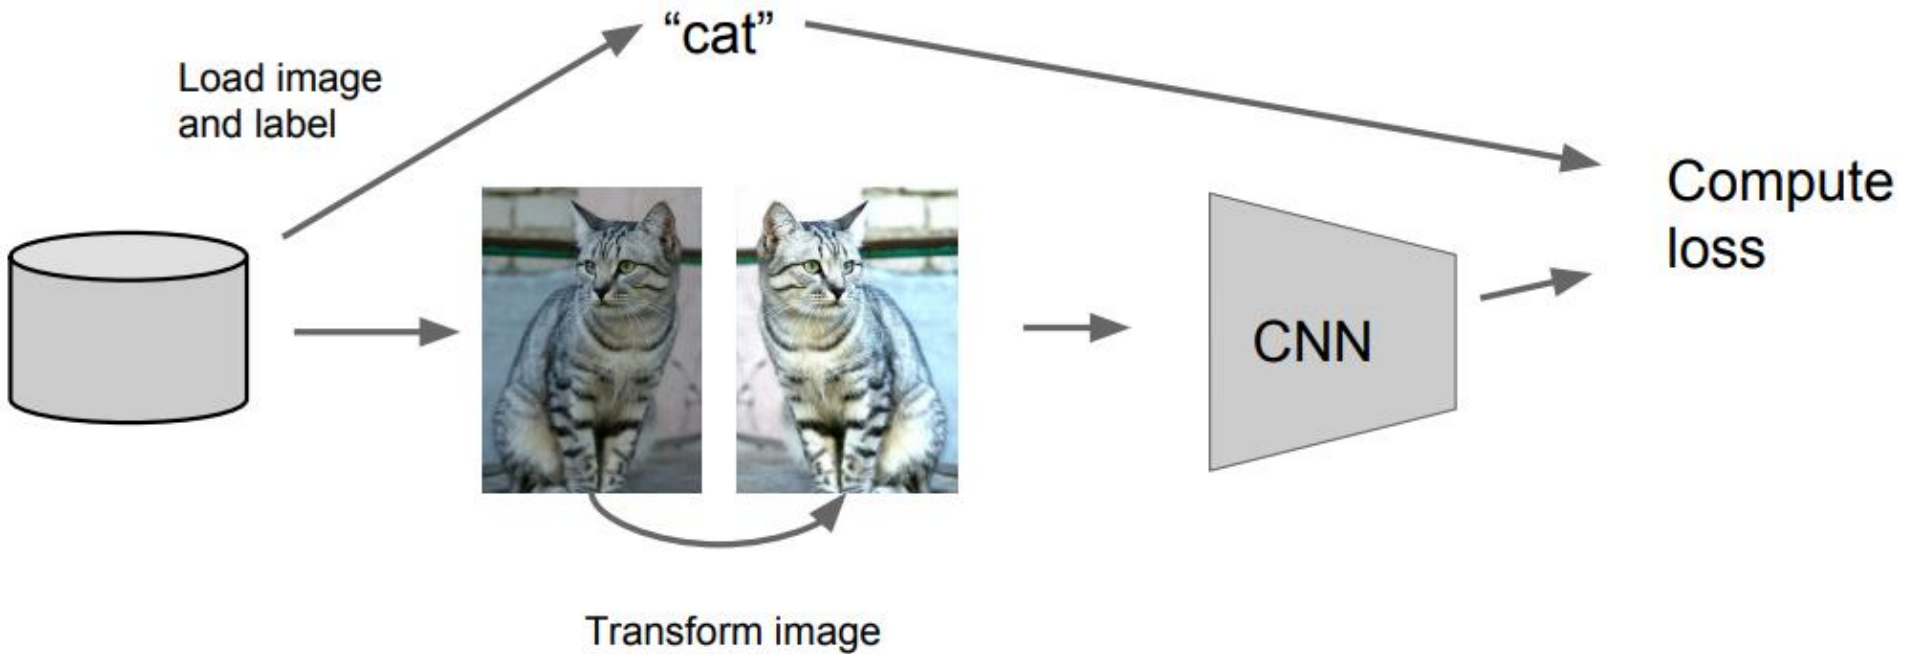 “cat”
Load image
and label
Compute
loss
CNN
Transform image